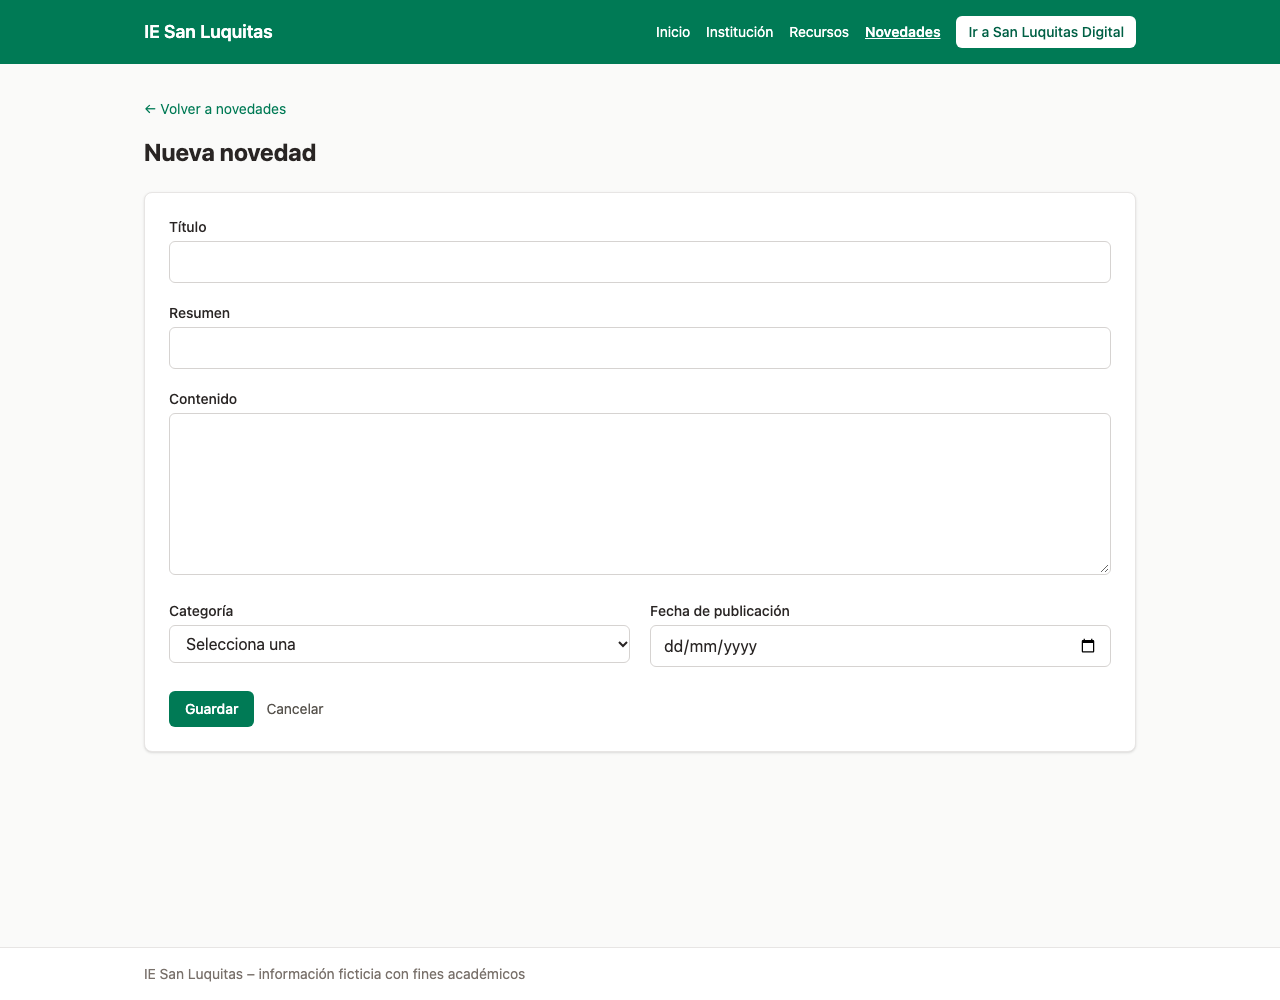 IE San Luquitas
Inicio Institución Recursos Novedades Ir a San Luquitas Digital
← Volver a novedades
Nueva novedad
Título
Resumen
Contenido
Categoría Fecha de publicación
Selecciona una dd/mm/yyyy
Guardar Cancelar
IE San Luquitas – información ficticia con fines académicos